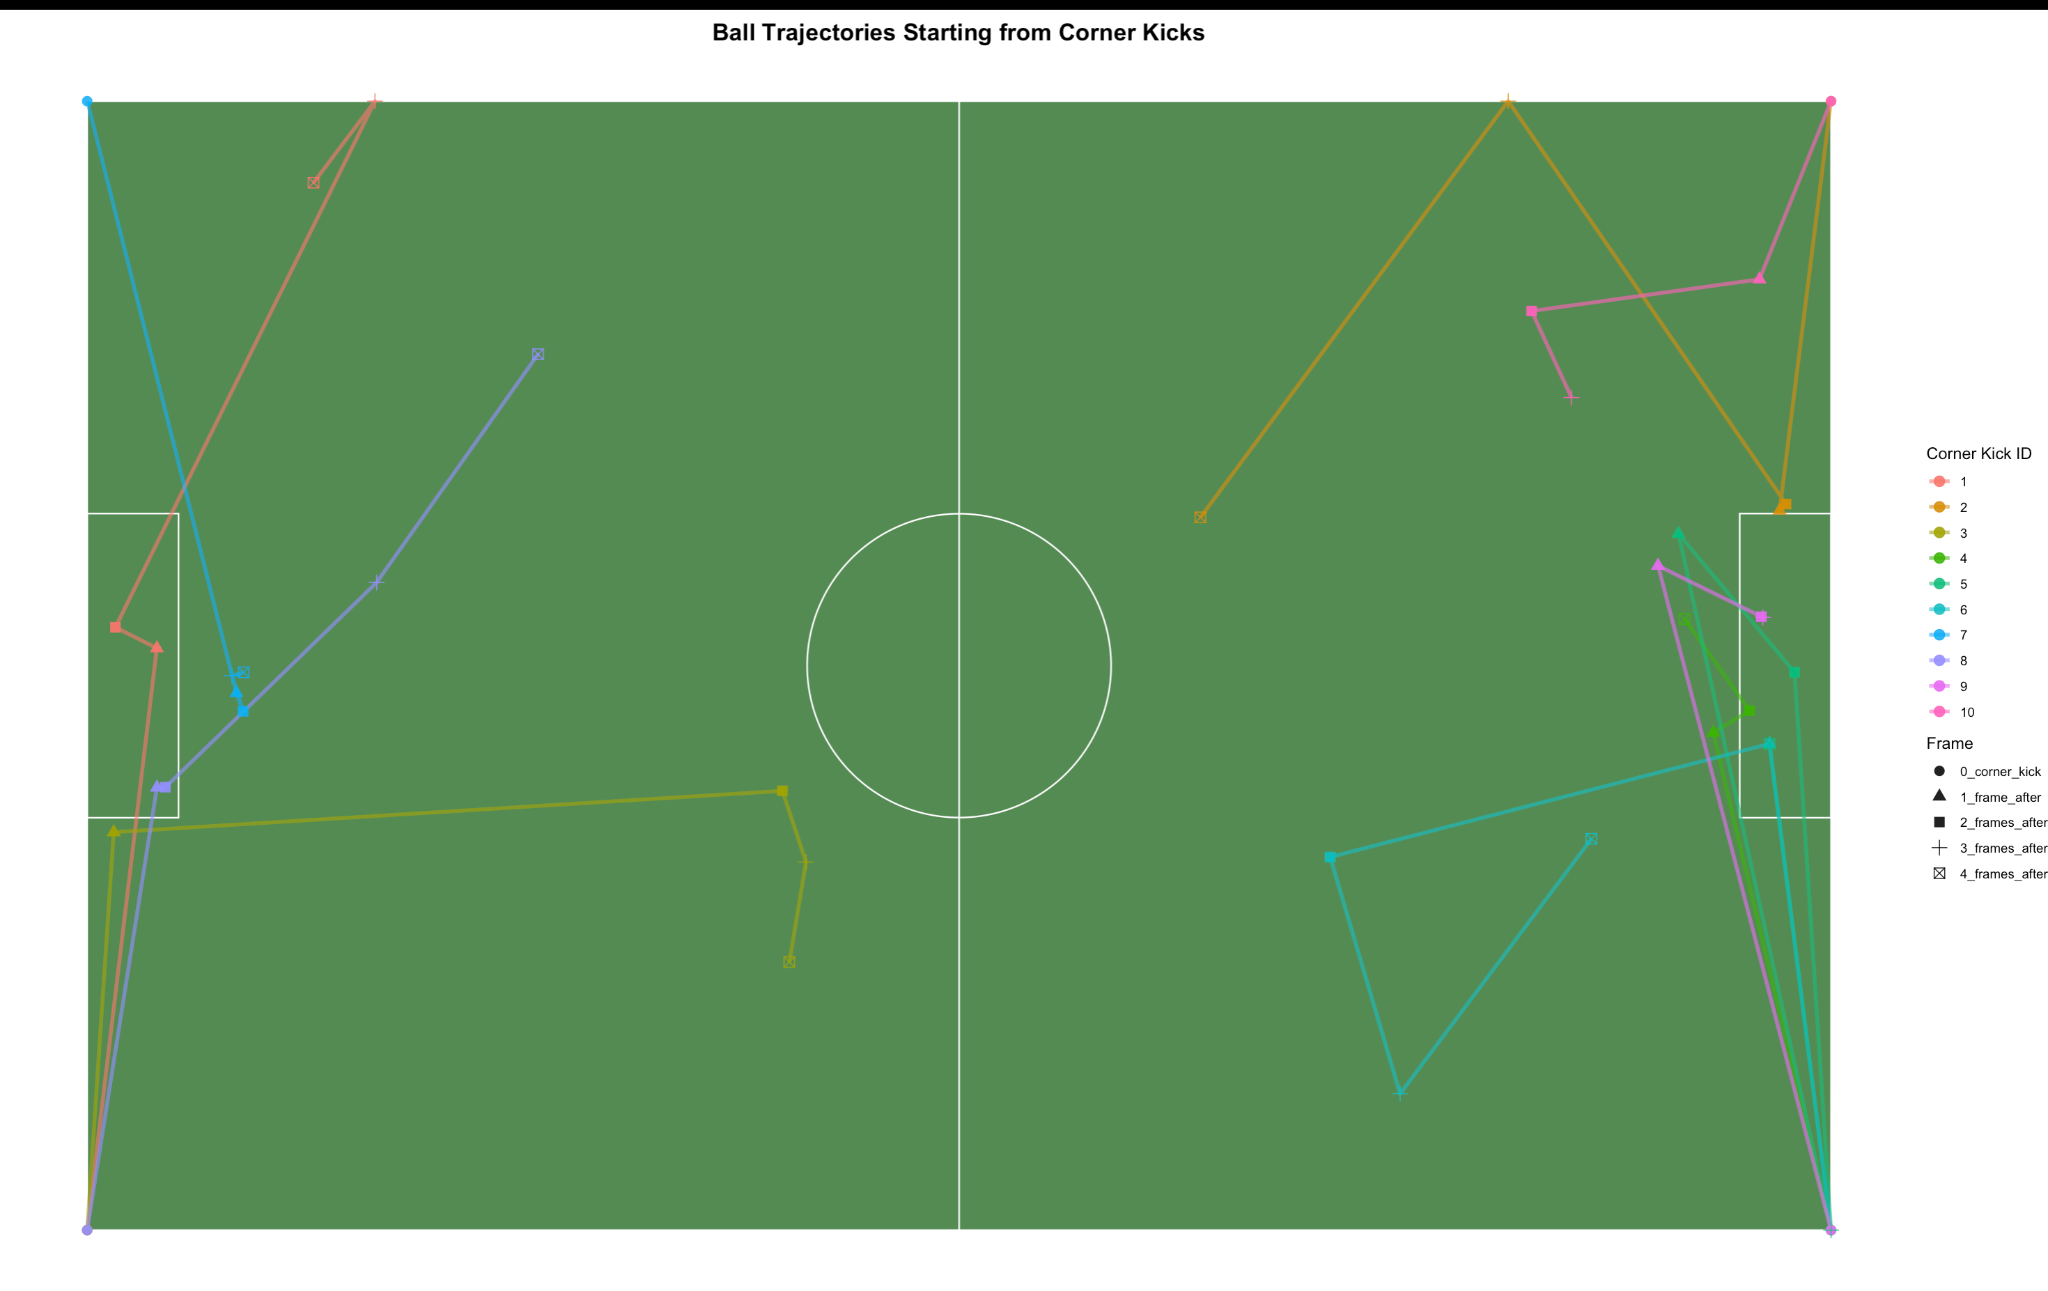 Ball Trajectories Starting from Corner Kicks
Corner Kick ID
1
2
3
4
5
6
7
8
9
10
Frame
0_corner_kick
1_frame_after
2_frames_after
3_frames_after
4_frames_after